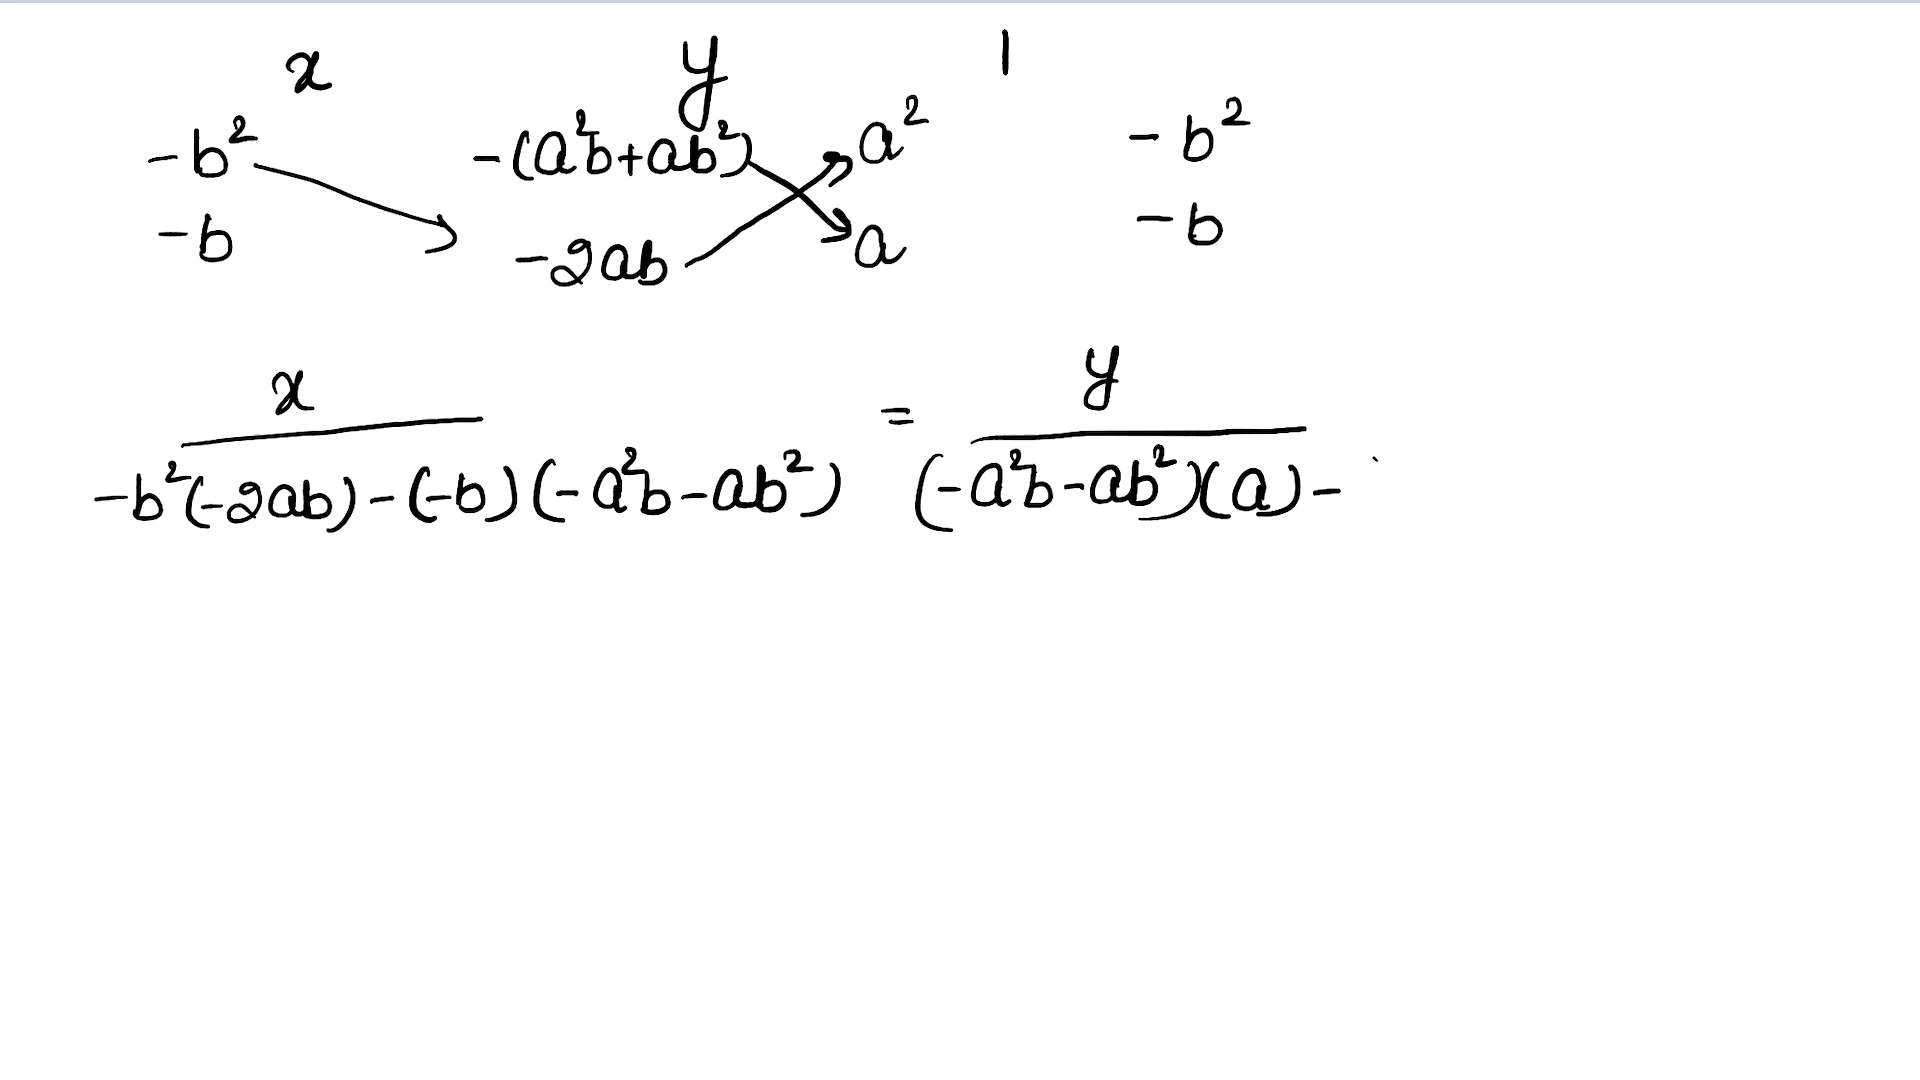 x y 1
-b² -(a²b+ab²) a² -b²
-b -2ab a -b
x = y
-b²(-2ab)-(-b)(-a²b-ab²) (-a²b-ab²)(a)-